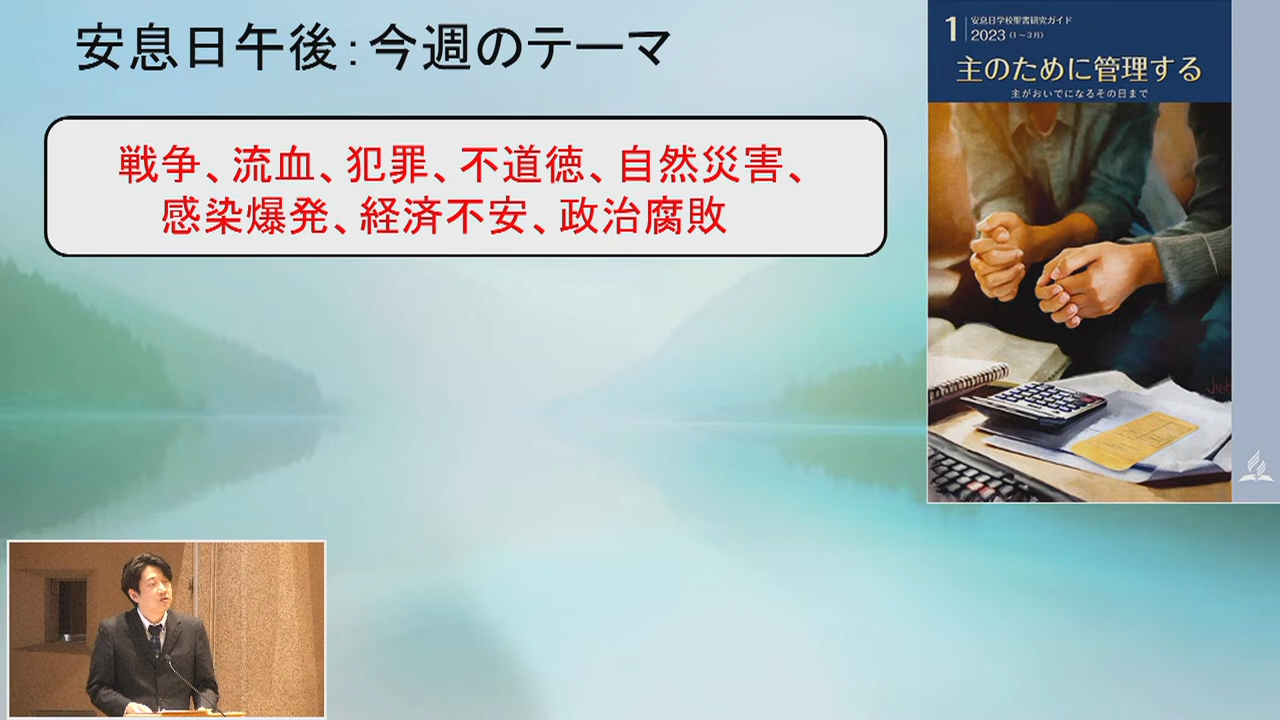 安息日午後：今週のテーマ
戦争、流血、犯罪、不道徳、自然災害、
感染爆発、経済不安、政治腐敗
1 安息日学校聖書研究ガイド
2023（1～3月）
主のために管理する
主がおいでになるその日まで